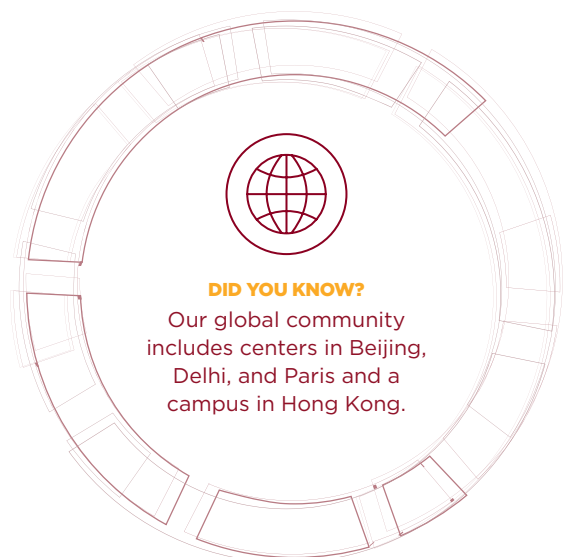 DID YOU KNOW?
Our global community
includes centers in Beijing,
Delhi, and Paris and a
campus in Hong Kong.